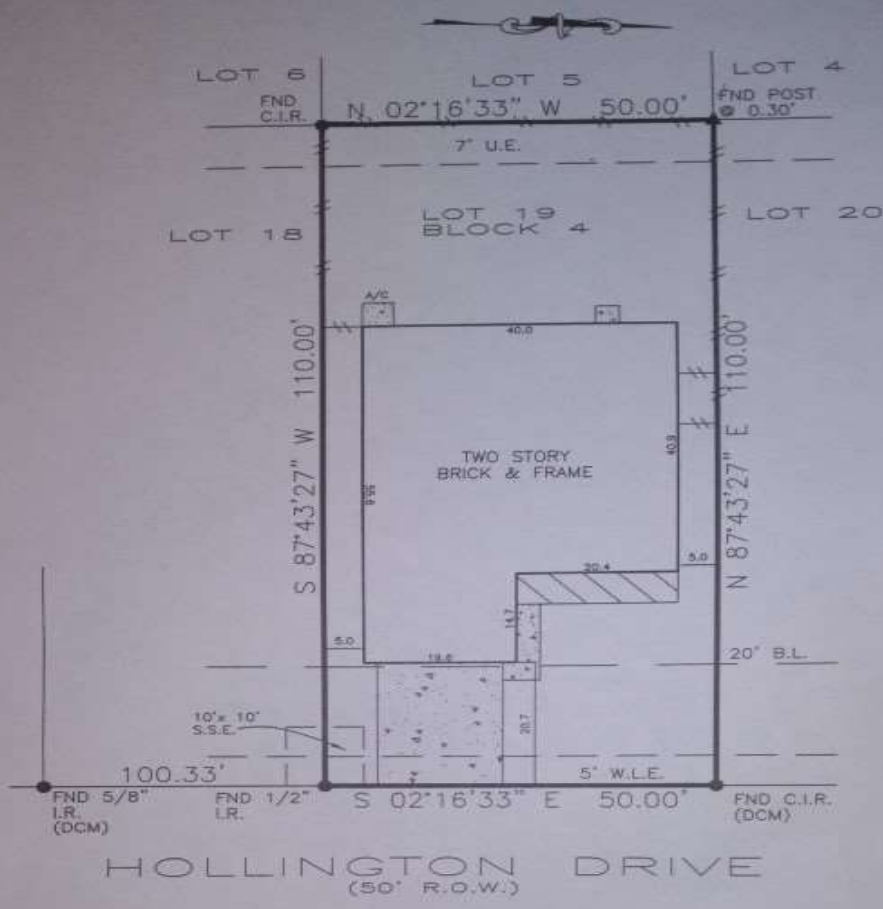 LOT 6
LOT 5
LOT 4
FND
C.I.R.
N 02°16'33" W 50.00'
FND POST
@ 0.30'
7' U.E.
LOT 18
LOT 19
BLOCK 4
LOT 20
A/C
40.0
S 87°43'27" W 110.00'
N 87°43'27" E 110.00'
TWO STORY
BRICK & FRAME
40.9
55.6
20.4
5.0
14.7
5.0
19.6
20' B.L.
10'x 10'
S.S.E.
20.7
100.33'
5' W.L.E.
FND 5/8"
I.R.
(DCM)
FND 1/2"
I.R.
S 02°16'33" E 50.00'
FND C.I.R.
(DCM)
HOLLINGTON DRIVE
(50' R.O.W.)